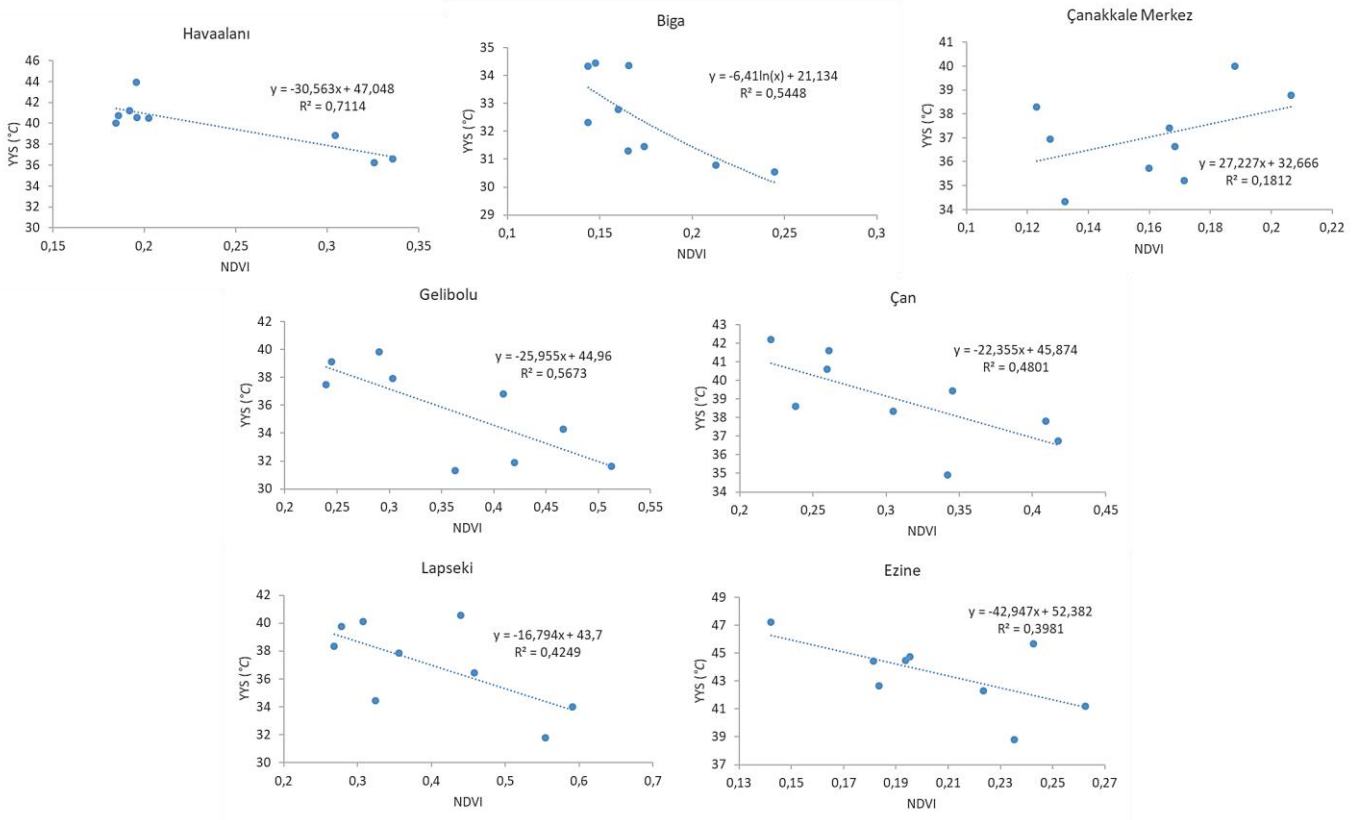 Havaalanı
46
44
42
40
38
36
34
32
30
YYS (°C)
y = -30,563x + 47,048
R² = 0,7114
0,15
0,2
0,25
0,3
0,35
NDVI
Biga
35
34
33
32
31
30
29
YYS (°C)
y = -6,41ln(x) + 21,134
R² = 0,5448
0,1
0,15
0,2
0,25
0,3
NDVI
Çanakkale Merkez
41
40
39
38
37
36
35
34
YYS (°C)
y = 27,227x + 32,666
R² = 0,1812
0,1
0,12
0,14
0,16
0,18
0,2
0,22
NDVI
Gelibolu
42
40
38
36
34
32
30
YYS (°C)
y = -25,955x + 44,96
R² = 0,5673
0,2
0,25
0,3
0,35
0,4
0,45
0,5
0,55
NDVI
Çan
43
42
41
40
39
38
37
36
35
34
YYS (°C)
y = -22,355x + 45,874
R² = 0,4801
0,2
0,25
0,3
0,35
0,4
0,45
NDVI
Lapseki
42
40
38
36
34
32
30
YYS (°C)
y = -16,794x + 43,7
R² = 0,4249
0,2
0,3
0,4
0,5
0,6
0,7
NDVI
Ezine
49
47
45
43
41
39
37
YYS (°C)
y = -42,947x + 52,382
R² = 0,3981
0,13
0,15
0,17
0,19
0,21
0,23
0,25
0,27
NDVI